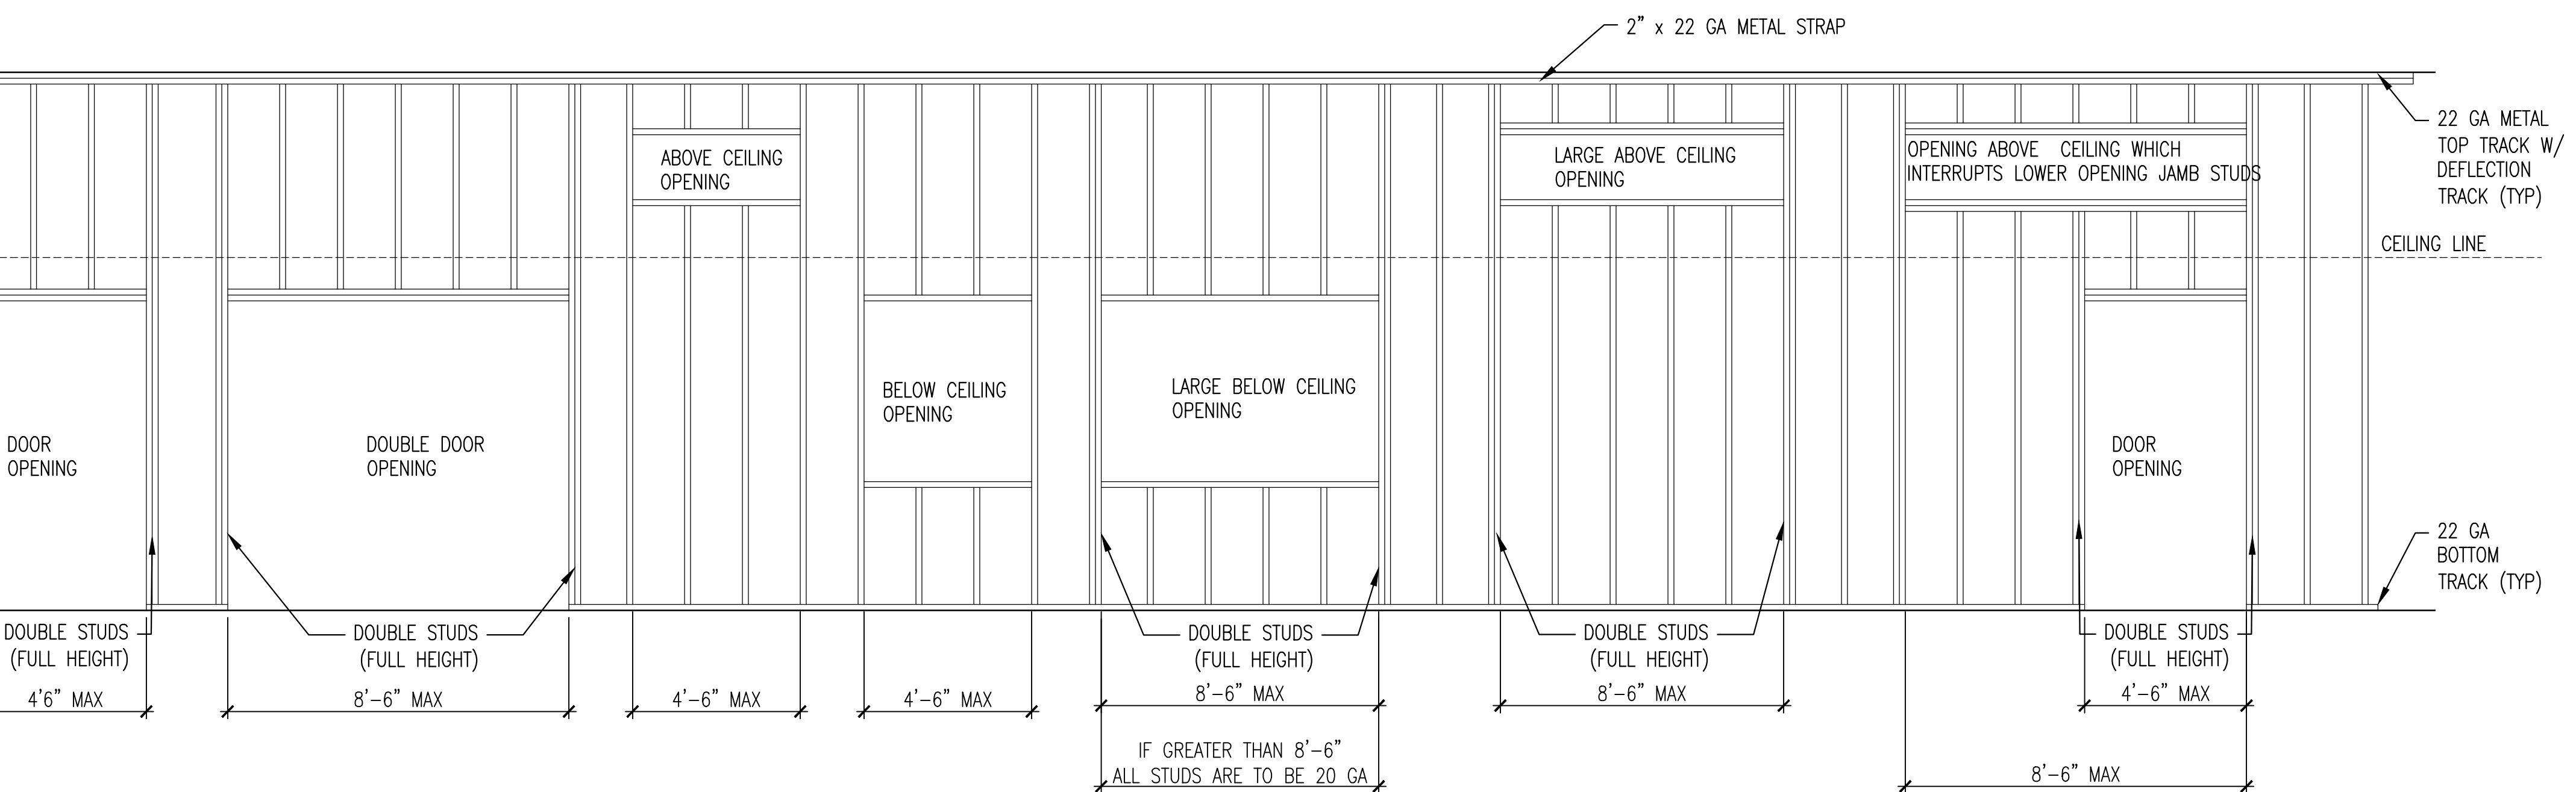 2” x 22 GA METAL STRAP
22 GA METAL
TOP TRACK W/
DEFLECTION
TRACK (TYP)
ABOVE CEILING
OPENING
LARGE ABOVE CEILING
OPENING
OPENING ABOVE CEILING WHICH
INTERRUPTS LOWER OPENING JAMB STUDS
CEILING LINE
DOOR
OPENING
DOUBLE DOOR
OPENING
BELOW CEILING
OPENING
LARGE BELOW CEILING
OPENING
DOOR
OPENING
22 GA
BOTTOM
TRACK (TYP)
DOUBLE STUDS
(FULL HEIGHT)
DOUBLE STUDS
(FULL HEIGHT)
DOUBLE STUDS
(FULL HEIGHT)
DOUBLE STUDS
(FULL HEIGHT)
DOUBLE STUDS
(FULL HEIGHT)
4’6” MAX
8’-6” MAX
4’-6” MAX
4’-6” MAX
8’-6” MAX
8’-6” MAX
4’-6” MAX
IF GREATER THAN 8’-6”
ALL STUDS ARE TO BE 20 GA
8’-6” MAX